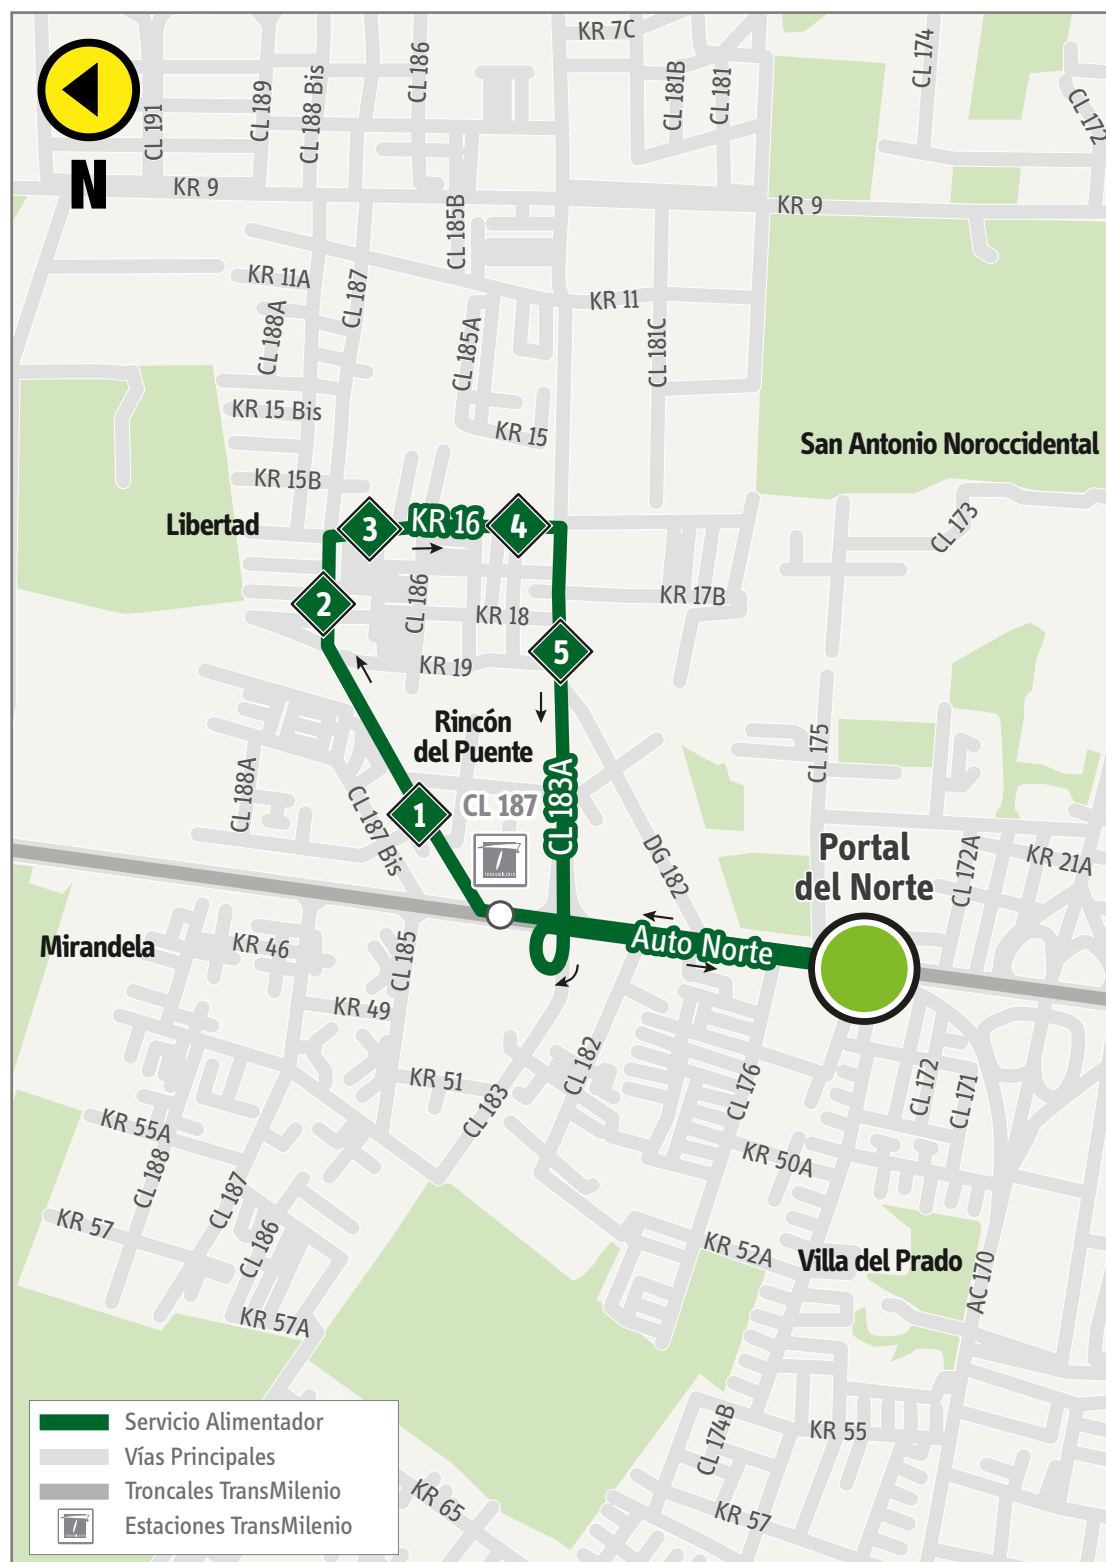 N
KR 7C
CL 186
CL 174
CL 188 Bis
CL 189
CL 191
CL 181B
CL 181
CL 172
KR 9
KR 9
CL 185B
KR 11A
CL 187
KR 11
CL 188A
CL 185A
CL 181C
KR 15 Bis
KR 15
San Antonio Noroccidental
KR 15B
Libertad
3
KR 16
4
CL 173
2
CL 186
KR 18
KR 17B
5
KR 19
Rincón
del Puente
CL 175
CL 188A
CL 187 Bis
1
CL 187
TRANSMILENIO
CL 183A
DG 182
Portal
del Norte
CL 172A
KR 21A
Mirandela
KR 46
CL 185
Auto Norte
KR 49
KR 51
CL 183
CL 182
CL 176
CL 172
CL 171
KR 55A
CL 188
CL 187
KR 50A
KR 57
CL 186
KR 52A
Villa del Prado
AC 170
KR 57A
CL 174B
KR 55
KR 65
KR 57
Servicio Alimentador
Vías Principales
Troncales TransMilenio
Estaciones TransMilenio